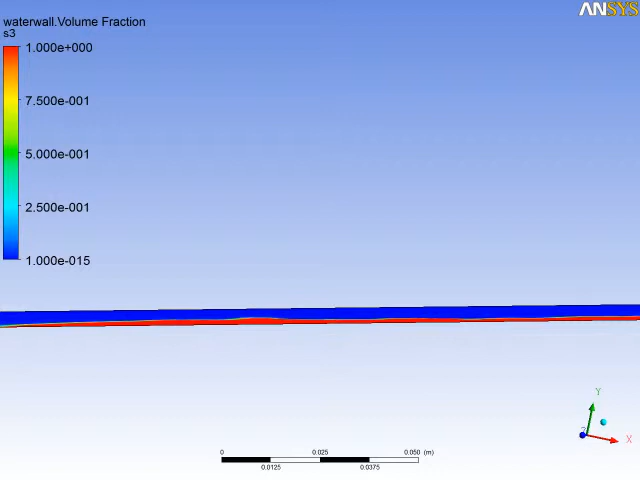 waterwall.Volume Fraction
s3
ANSYS
1.000e+000
7.500e-001
5.000e-001
2.500e-001
1.000e-015
Y
Z
X
0
0.025
0.050 (m)
0.0125
0.0375